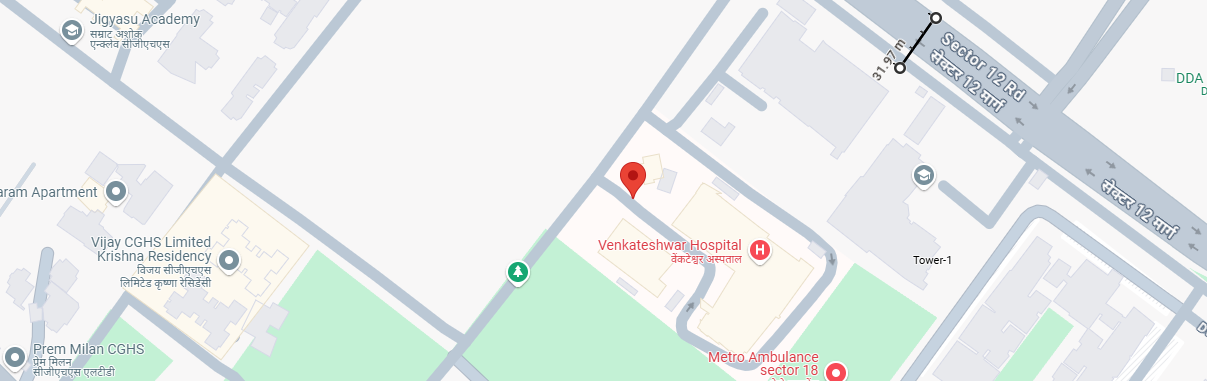 Jigyasu Academy
सम्राट अशोक
एन्क्लेव सीजीएचएस
31.97 m
Sector 12 Rd
सेक्टर 12 मार्ग
DDA
D
aram Apartment
सेक्टर 12 मार्ग
Vijay CGHS Limited
Krishna Residency
विजय सीजीएचएस
लिमिटेड कृष्णा रेसिडेंसी
Venkateshwar Hospital
वेंकटेश्वर अस्पताल
H
Tower-1
Prem Milan CGHS
प्रेम मिलन
सीजीएचएस एलटीडी
Metro Ambulance
sector 18